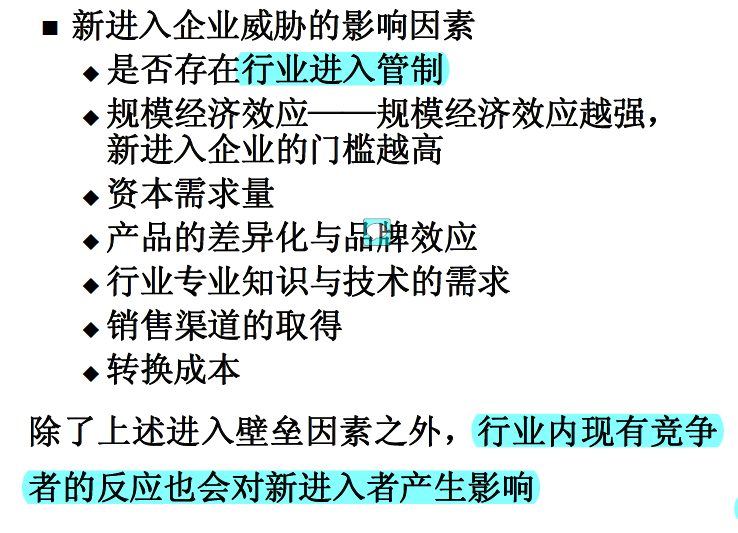 ■ 新进入企业威胁的影响因素
◆ 是否存在行业进入管制
◆ 规模经济效应——规模经济效应越强，
新进入企业的门槛越高
◆ 资本需求量
◆ 产品的差异化与品牌效应
◆ 行业专业知识与技术的需求
◆ 销售渠道的取得
◆ 转换成本
除了上述进入壁垒因素之外，行业内现有竞争
者的反应也会对新进入者产生影响